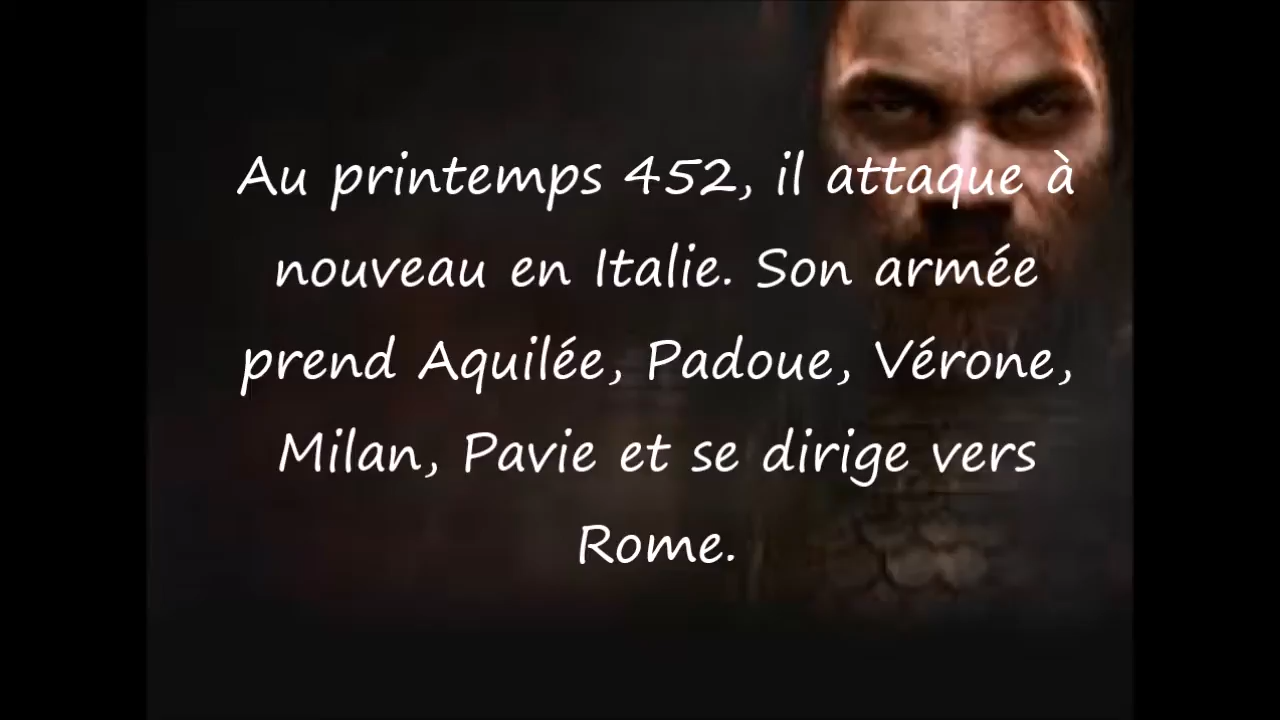 Au printemps 452, il attaque à
nouveau en Italie. Son armée
prend Aquilée, Padoue, Vérone,
Milan, Pavie et se dirige vers
Rome.